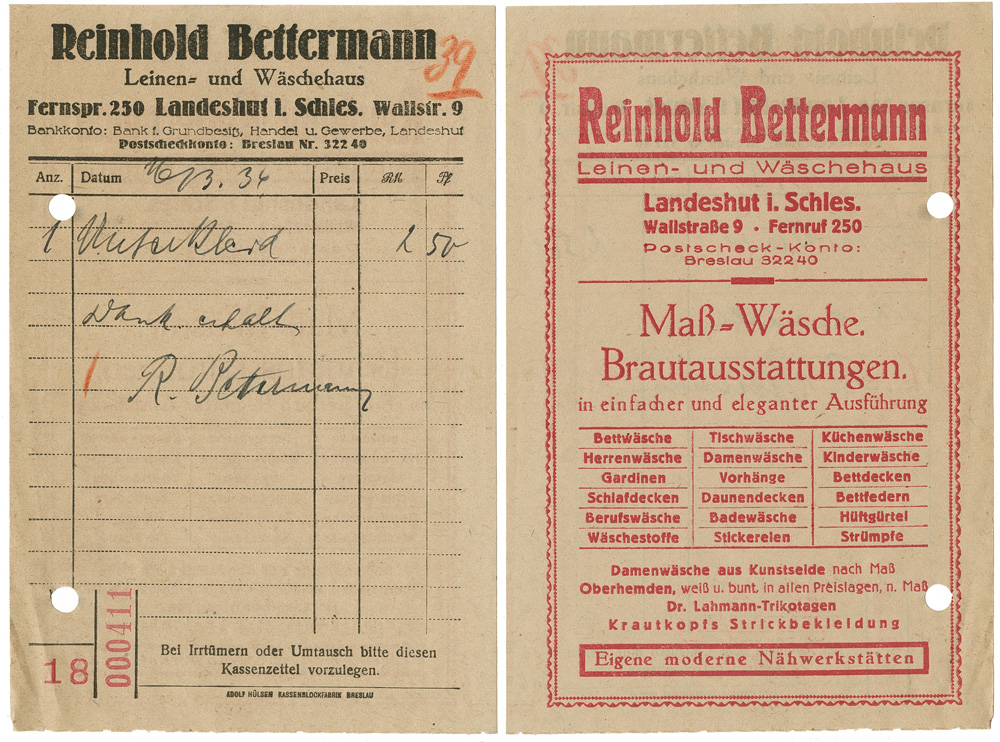 Reinhold Bettermann
39
Leinen- und Wäschehaus
Fernspr. 250 Landeshut i. Schles. Wallstr. 9
Bankkonto: Bank f. Grundbesitz, Handel u. Gewerbe, Landeshut
Postscheckkonto: Breslau Nr. 322 40
Anz. Datum 16/3. 34 Preis RM Pf
1 Unterkleid 2 50
Dank. erhalt
R. Bettermann
18 000411
Bei Irrtümern oder Umtausch bitte diesen
Kassenzettel vorzulegen.
ADOLF HÜLSEN KASSENBLOCKFABRIK BRESLAU
Reinhold Bettermann
Leinen- und Wäschehaus
Landeshut i. Schles.
Wallstraße 9 · Fernruf 250
Postscheck-Konto:
Breslau 32240
Maß-Wäsche.
Brautausstattungen.
in einfacher und eleganter Ausführung
Bettwäsche Tischwäsche Küchenwäsche
Herrenwäsche Damenwäsche Kinderwäsche
Gardinen Vorhänge Bettdecken
Schlafdecken Daunendecken Bettfedern
Berufswäsche Badewäsche Hüftgürtel
Wäschestoffe Stickereien Strümpfe
Damenwäsche aus Kunstseide nach Maß
Oberhemden, weiß u. bunt, in allen Preislagen, n. Maß
Dr. Lahmann-Trikotagen
Krautkopfs Strickbekleidung
Eigene moderne Nähwerkstätten